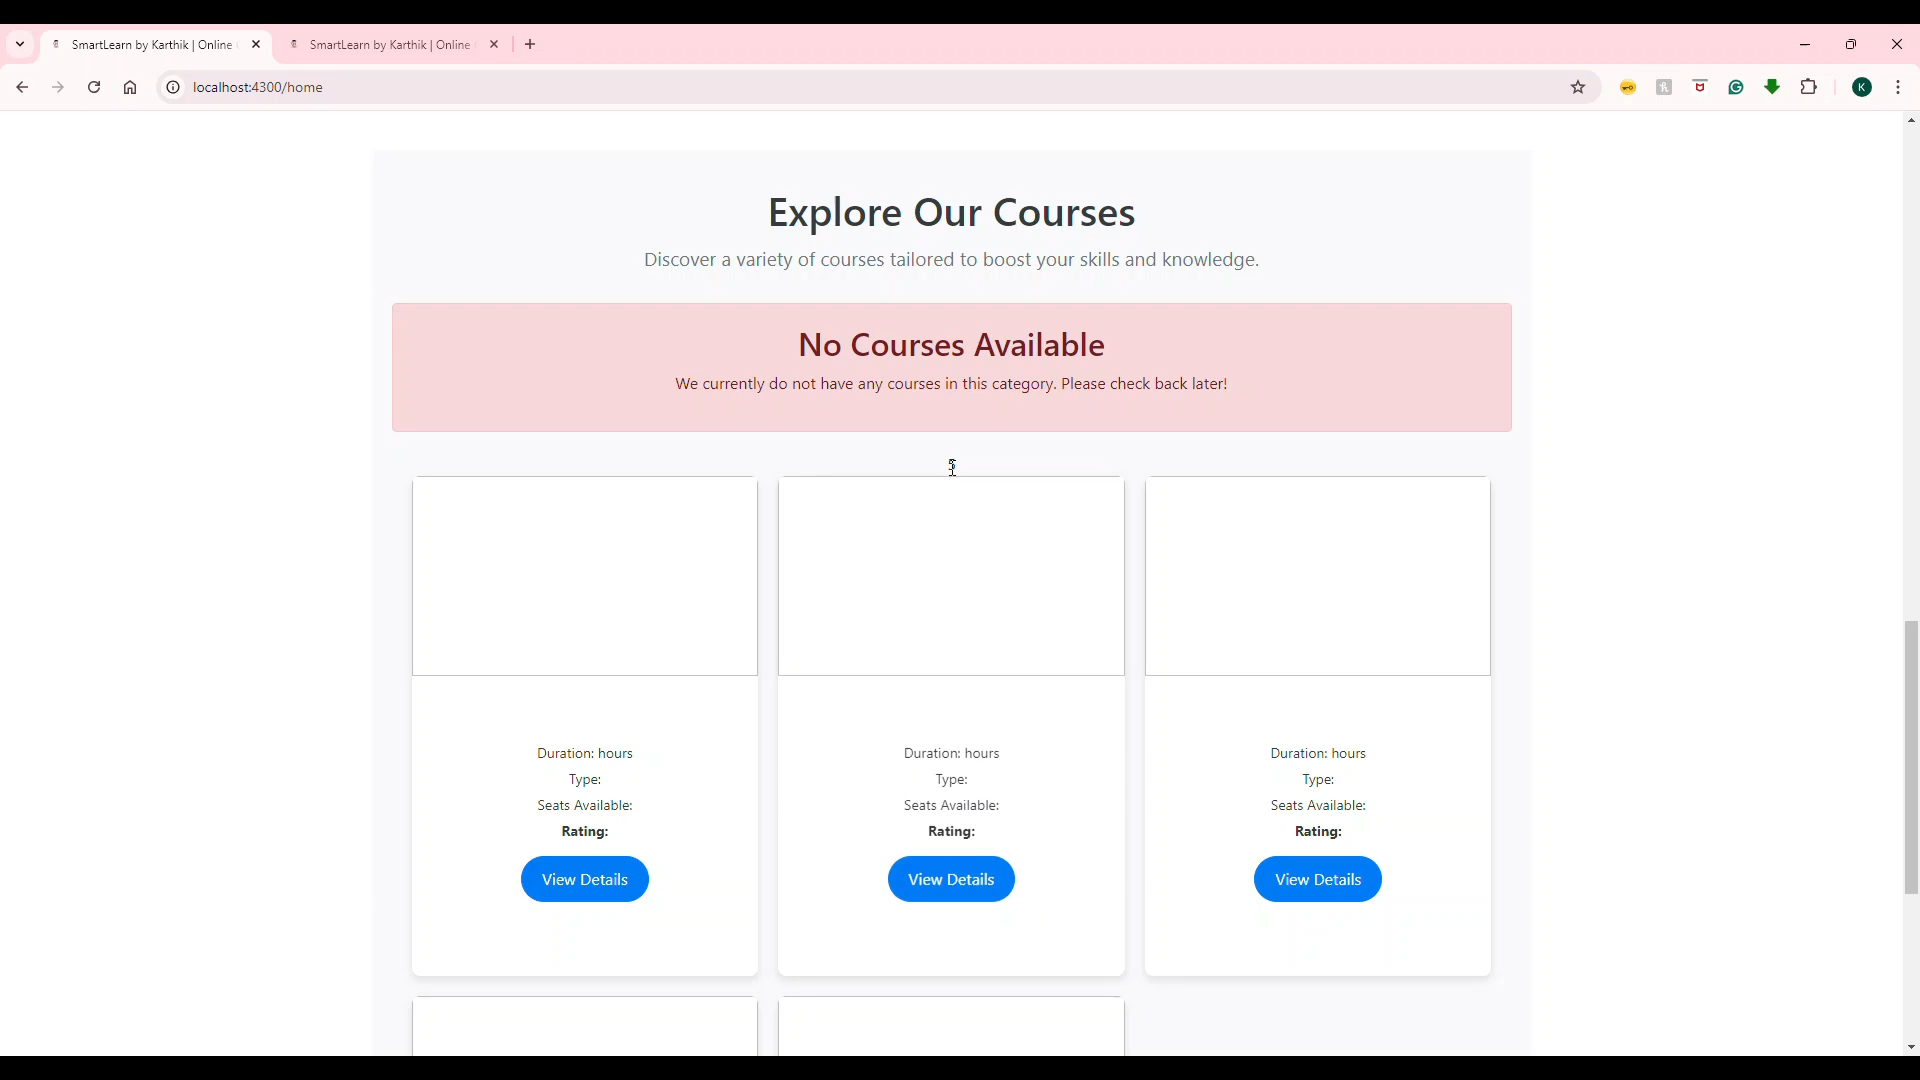 SmartLearn by Karthik | Online
SmartLearn by Karthik | Online
localhost:4300/home
K
Explore Our Courses
Discover a variety of courses tailored to boost your skills and knowledge.
No Courses Available
We currently do not have any courses in this category. Please check back later!
5
Duration: hours
Type:
Seats Available:
Rating:
View Details
Duration: hours
Type:
Seats Available:
Rating:
View Details
Duration: hours
Type:
Seats Available:
Rating:
View Details